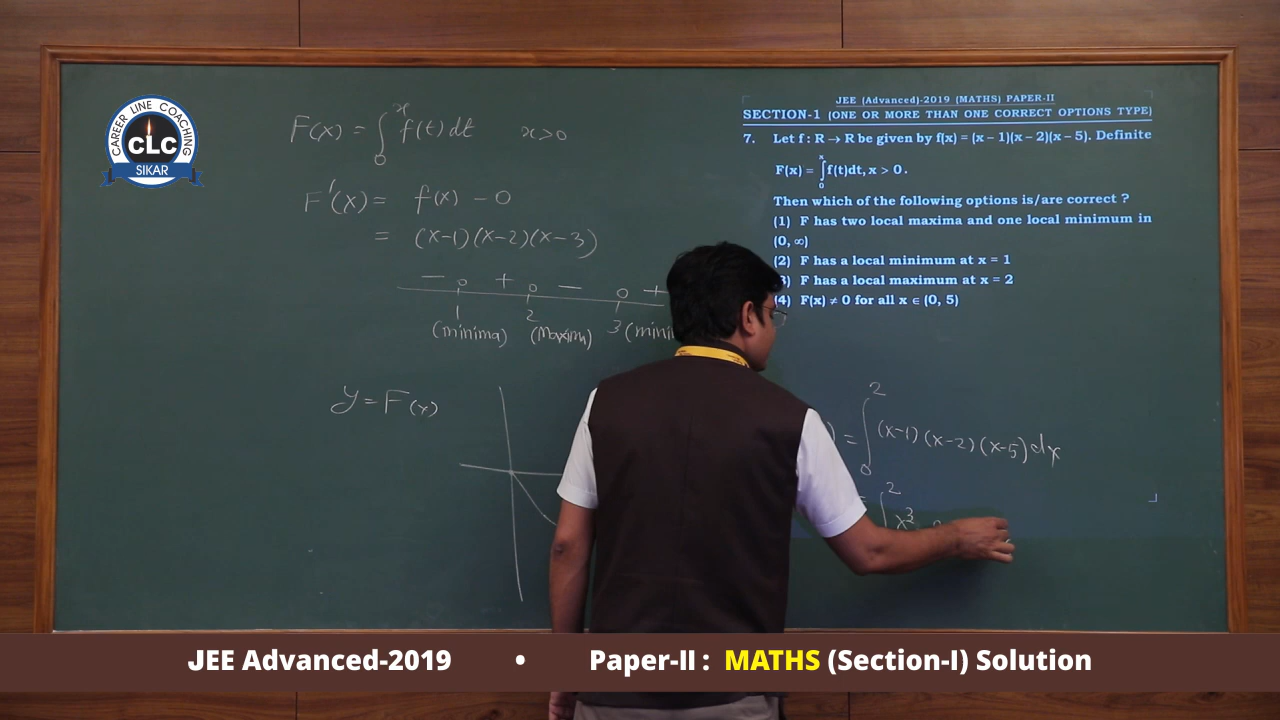 CAREER LINE COACHING
CLC
SIKAR
F(x) = ∫₀ˣ f(t) dt x>0
F'(x) = f(x) - 0
= (x-1)(x-2)(x-3)
- + - +
1 2 3
(minima) (Maxima)
y = F(x)
JEE (Advanced)-2019 (MATHS) PAPER-II
SECTION-1 (ONE OR MORE THAN ONE CORRECT OPTIONS TYPE)
7. Let f : R → R be given by f(x) = (x – 1)(x – 2)(x – 5). Definite
F(x) = ∫₀ˣ f(t)dt, x > 0 .
Then which of the following options is/are correct ?
(1) F has two local maxima and one local minimum in
(0, ∞)
(2) F has a local minimum at x = 1
F has a local maximum at x = 2
(4) F(x) ≠ 0 for all x ∈ (0, 5)
) = ∫₀² (x-1)(x-2)(x-5) dx
= ∫² x³
JEE Advanced-2019 • Paper-II : MATHS (Section-I) Solution